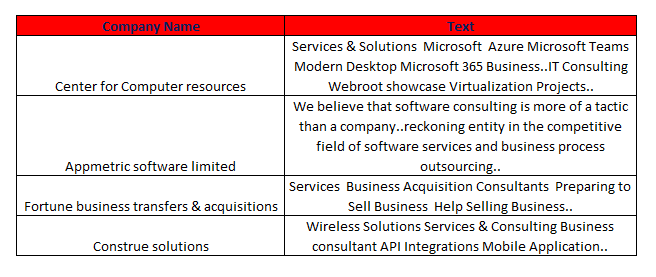 Company Name Text
Services & Solutions Microsoft Azure Microsoft Teams
Modern Desktop Microsoft 365 Business..IT Consulting
Center for Computer resources Webroot showcase Virtualization Projects..
We believe that software consulting is more of a tactic
than a company..reckoning entity in the competitive
field of software services and business process
Appmetric software limited outsourcing..
Services Business Acquisition Consultants Preparing to
Fortune business transfers & acquisitions Sell Business Help Selling Business..
Wireless Solutions Services & Consulting Business
Construe solutions consultant API Integrations Mobile Application..